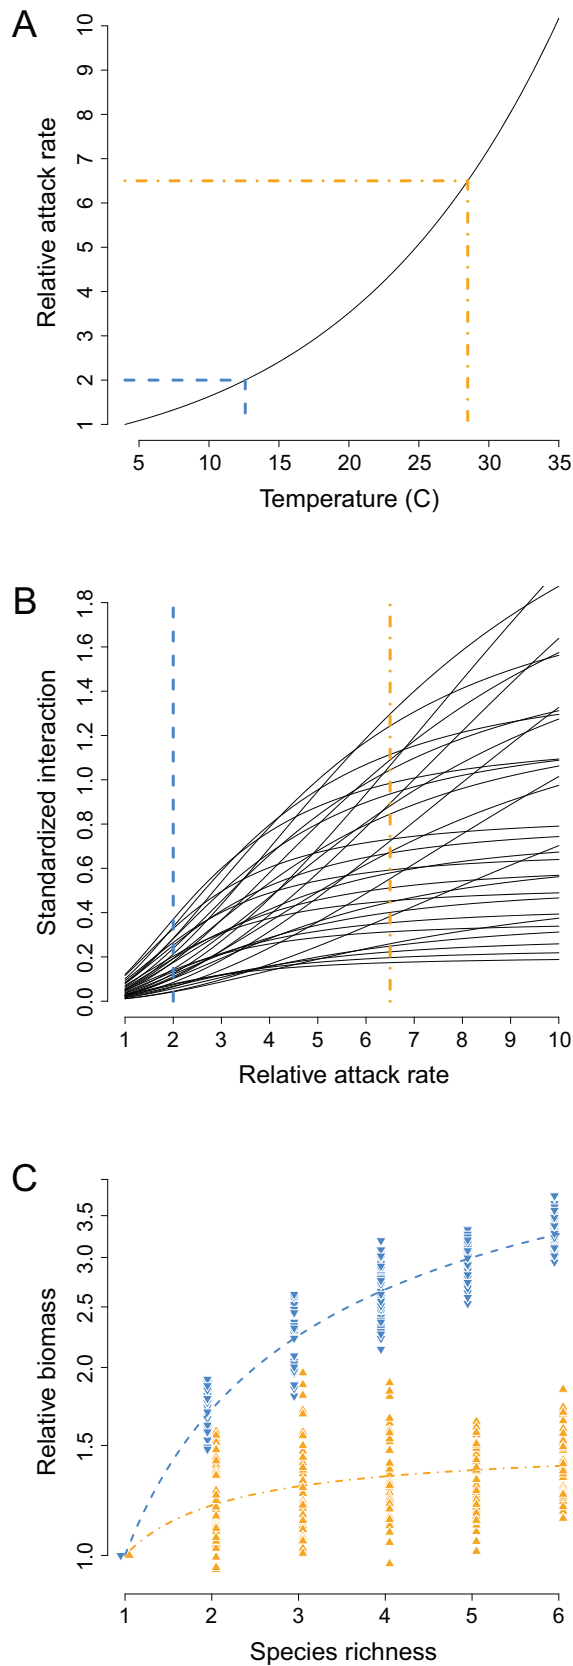 A
Relative attack rate
1 2 3 4 5 6 7 8 9 10
5 10 15 20 25 30 35
Temperature (C)
B
Standardized interaction
0.0 0.2 0.4 0.6 0.8 1.0 1.2 1.4 1.6 1.8
1 2 3 4 5 6 7 8 9 10
Relative attack rate
C
Relative biomass
1.0 1.5 2.0 2.5 3.0 3.5
1 2 3 4 5 6
Species richness